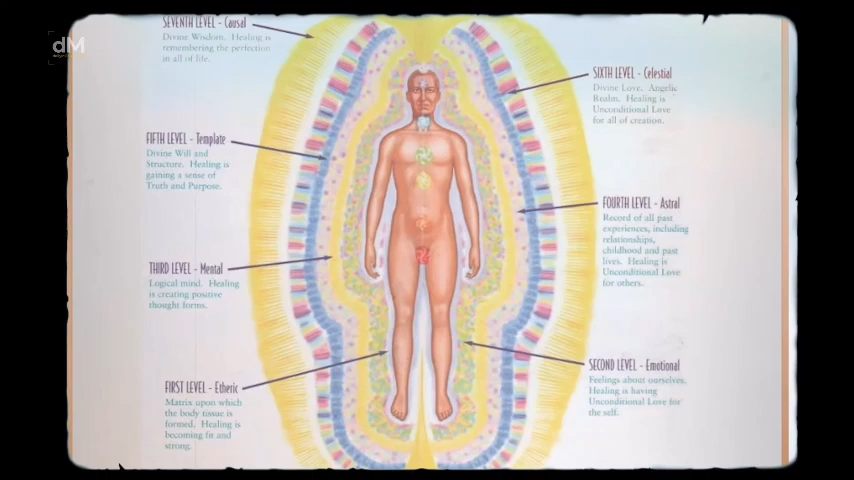 dM
SEVENTH LEVEL - Causal
Divine Wisdom. Healing is
remembering the perfection
in all of life.
SIXTH LEVEL - Celestial
Divine Love. Angelic
Realm. Healing is
Unconditional Love
for all of creation.
FIFTH LEVEL - Template
Divine Will and
Structure. Healing is
gaining a sense of
Truth and Purpose.
FOURTH LEVEL - Astral
Record of all past
experiences, including
relationships,
childhood and past
lives. Healing is
Unconditional Love
for others.
THIRD LEVEL - Mental
Logical mind. Healing
is creating positive
thought forms.
SECOND LEVEL - Emotional
Feelings about ourselves.
Healing is having
Unconditional Love for
the self.
FIRST LEVEL - Etheric
Matrix upon which
the body tissue is
formed. Healing is
becoming fit and
strong.